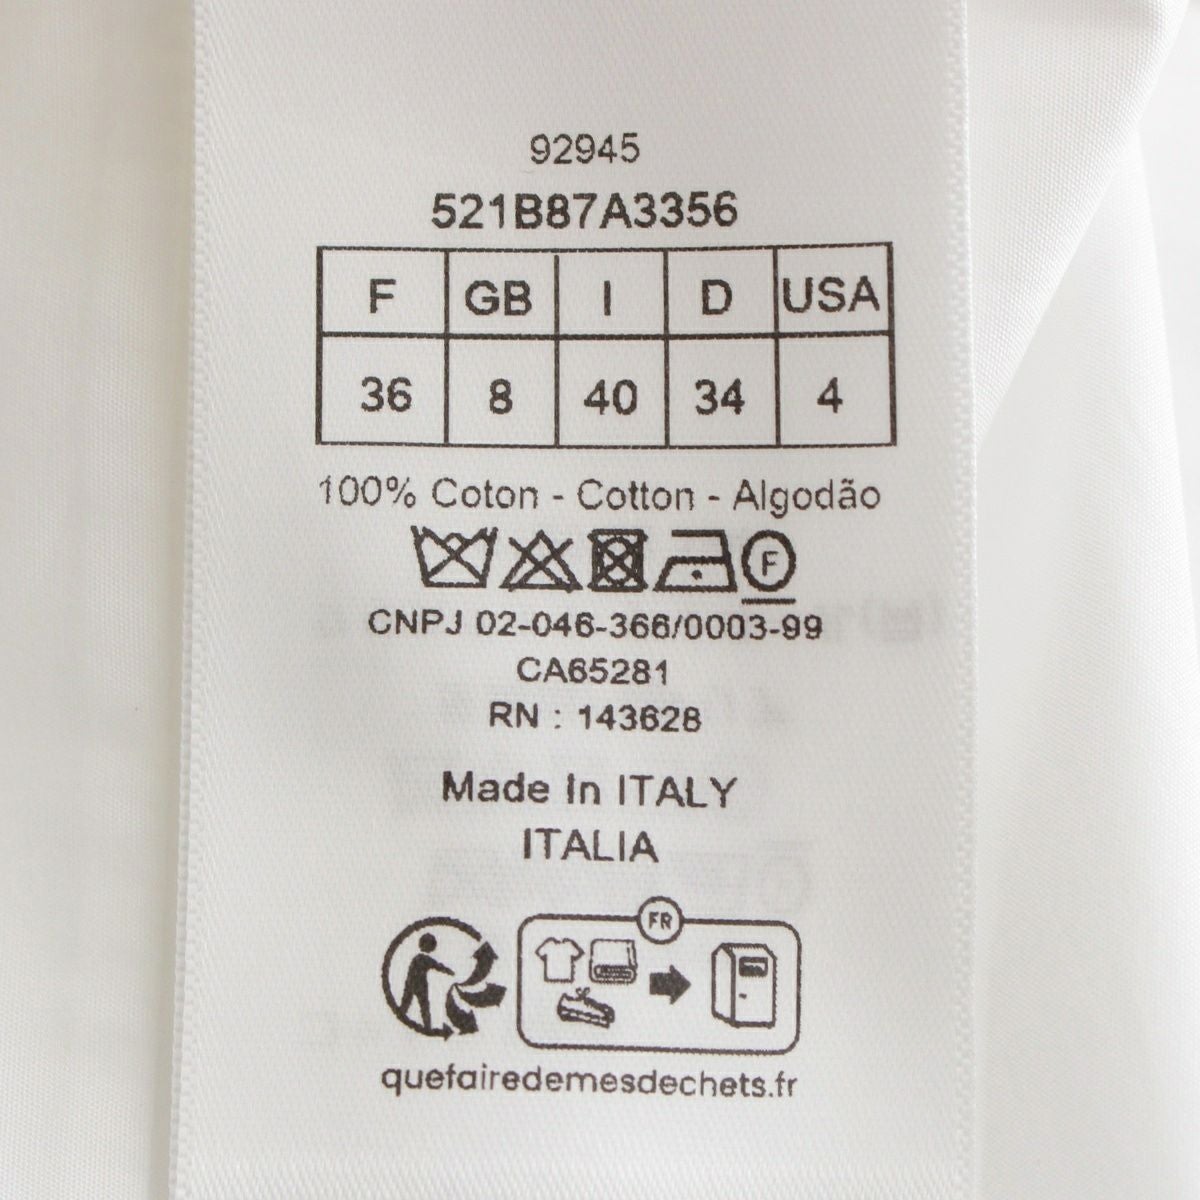 92945
521B87A3356
F GB I D USA
36 8 40 34 4
100% Coton - Cotton - Algodão
F
CNPJ 02-046-366/0003-99
CA65281
RN : 143628
Made In ITALY
ITALIA
FR
quefairedemesdechets.fr